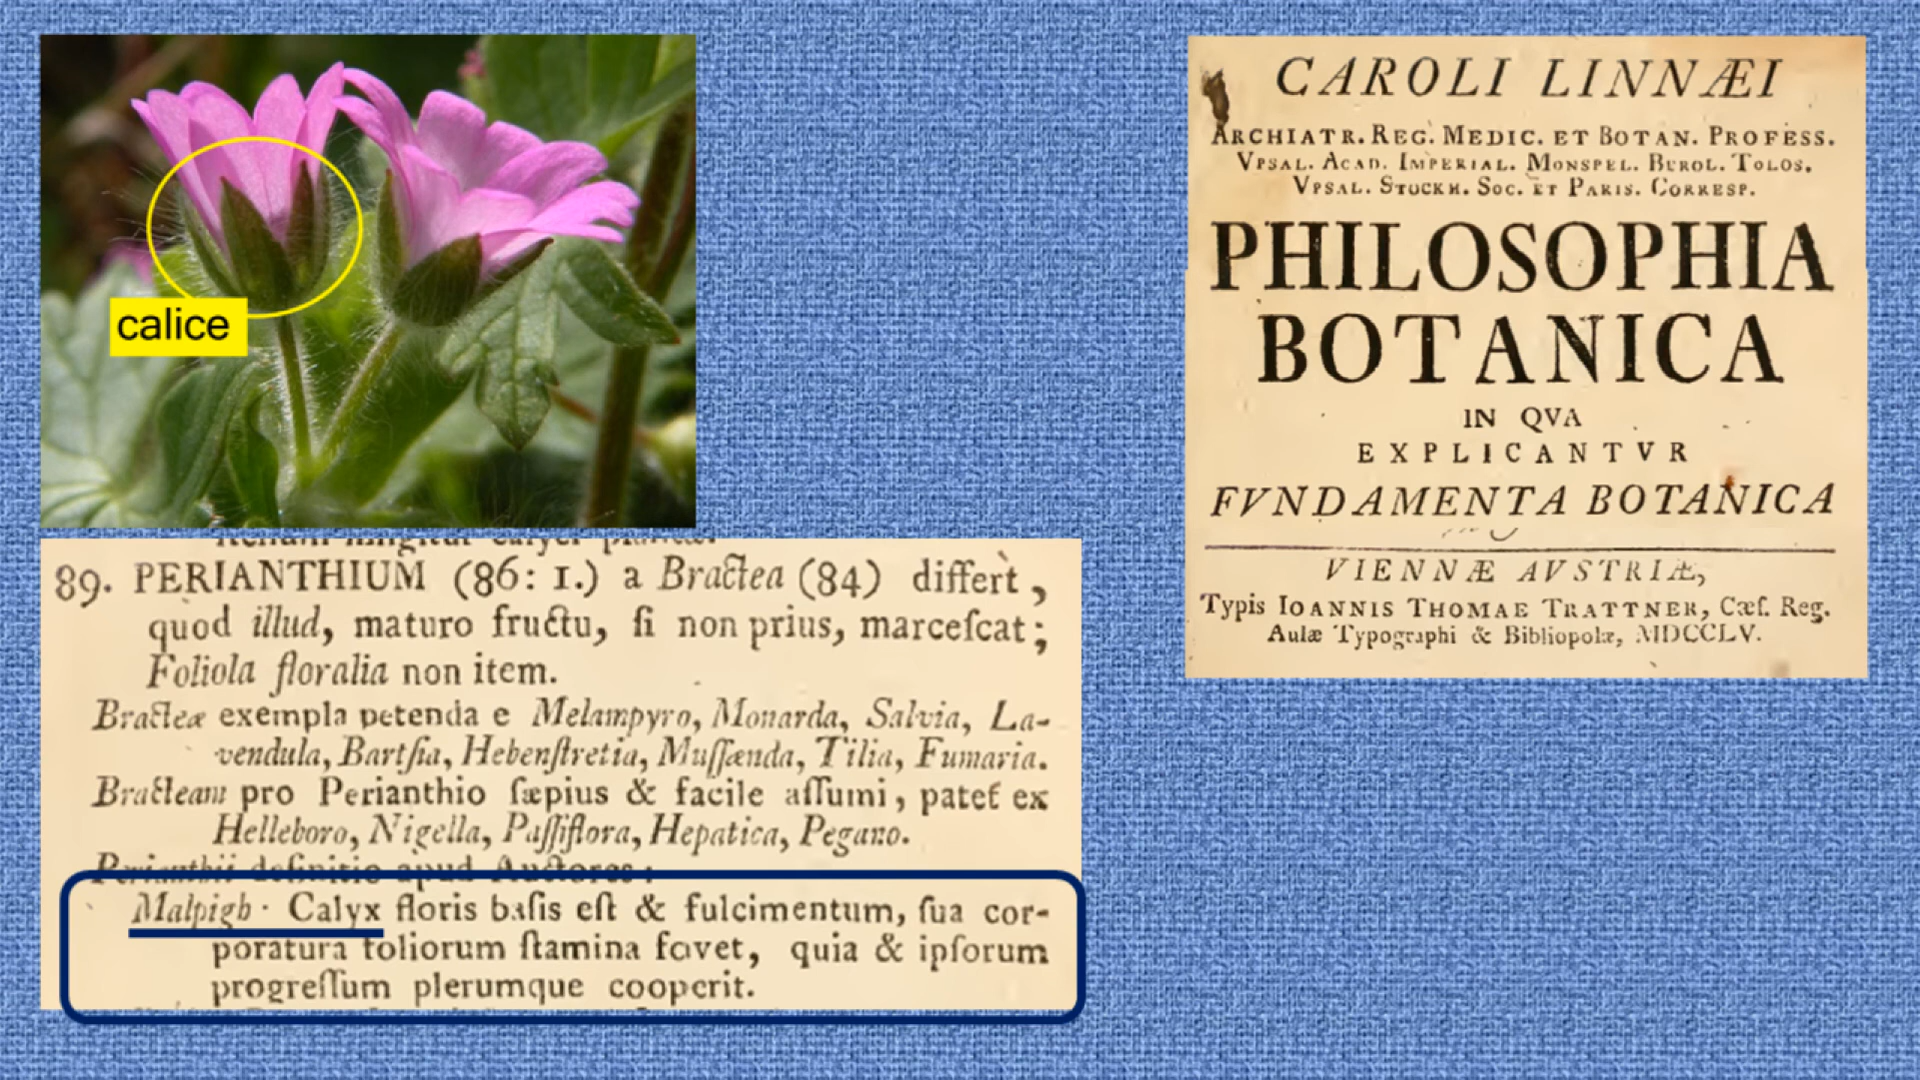 calice
CAROLI LINNÆI
ARCHIATR. REG. MEDIC. ET BOTAN. PROFESS.
VPSAL. ACAD. IMPERIAL. MONSPEL. BEROL. TOLOS.
VPSAL. STOCKH. SOC. ET PARIS. CORRESP.
PHILOSOPHIA
BOTANICA
IN QVA
EXPLICANTVR
FVNDAMENTA BOTANICA
VIENNÆ AVSTRIÆ,
Typis IOANNIS THOMAE TRATTNER, Cæſ. Reg.
Aulæ Typographi & Bibliopolæ, MDCCLV.
89. PERIANTHIUM (86: 1.) a Bractea (84) differt,
quod illud, maturo fructu, ſi non prius, marceſcat;
Foliola floralia non item.
Bracteæ exempla petenda e Melampyro, Monarda, Salvia, La-
vendula, Bartſia, Hebenſtretia, Muſſænda, Tilia, Fumaria.
Bracteam pro Perianthio ſæpius & facile aſſumi, patet ex
Helleboro, Nigella, Paſſiflora, Hepatica, Pegano.
Perianthii definitio apud Auctores:
Malpigh. Calyx floris baſis eſt & fulcimentum, ſua cor-
poratura foliorum ſtamina fovet, quia & ipſorum
progreſſum plerumque cooperit.